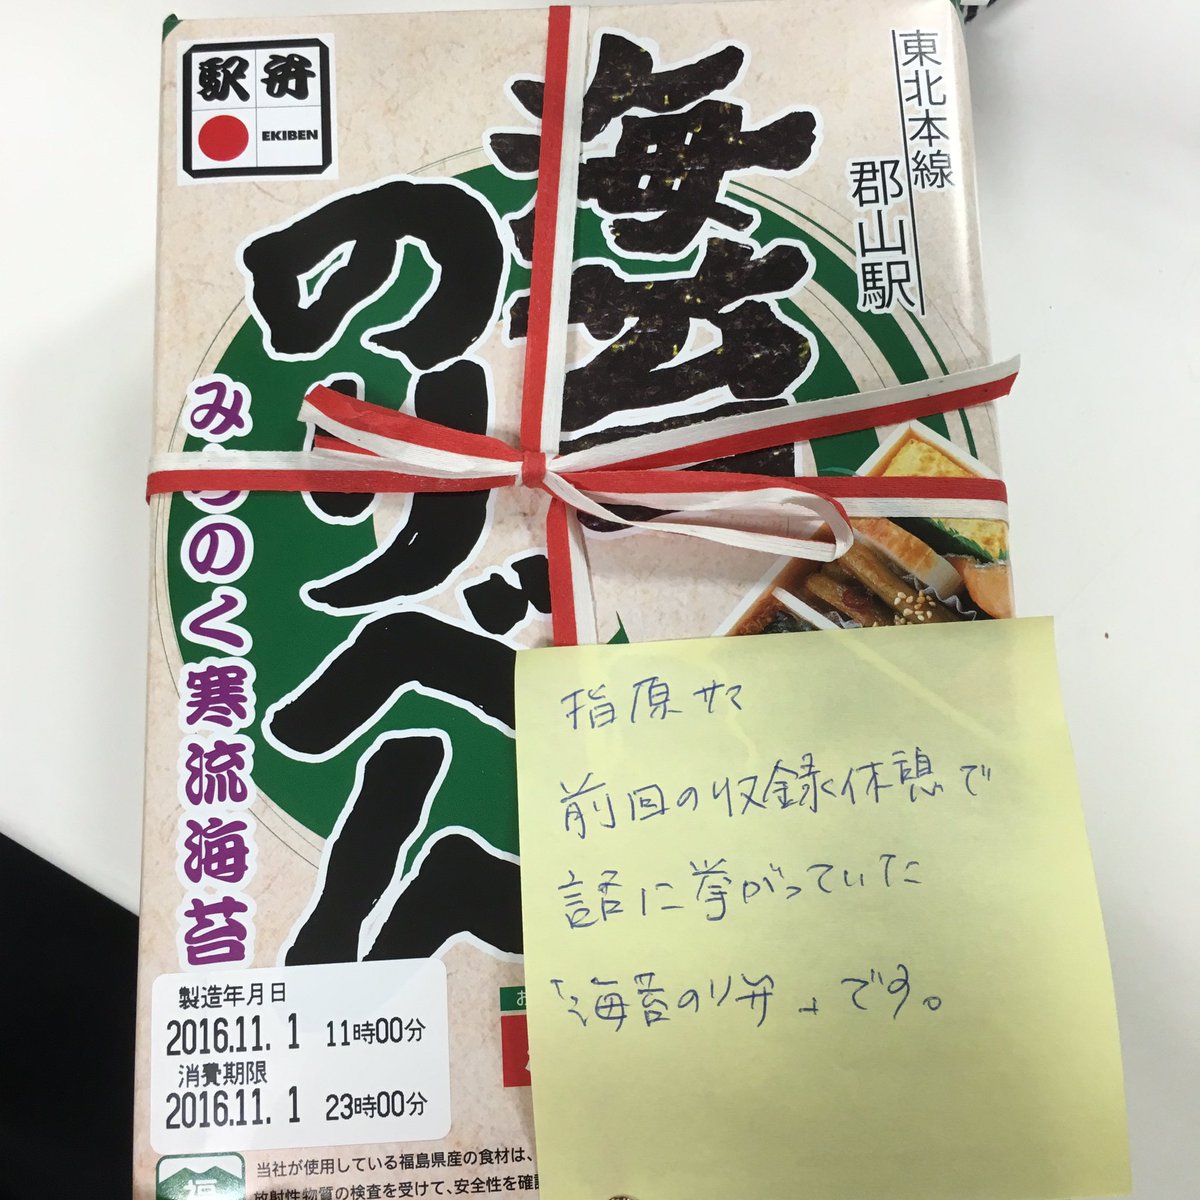 駅弁
EKIBEN
東北本線
郡山駅
海苔
のりべん
みちのく寒流海苔
指原サマ
前回の収録休憩で
話に挙がっていた
「海苔のり弁」です。
製造年月日
2016.11. 1 11時00分
消費期限
2016.11. 1 23時00分
当社が使用している福島県産の食材は、
放射性物質の検査を受けて、安全性を確